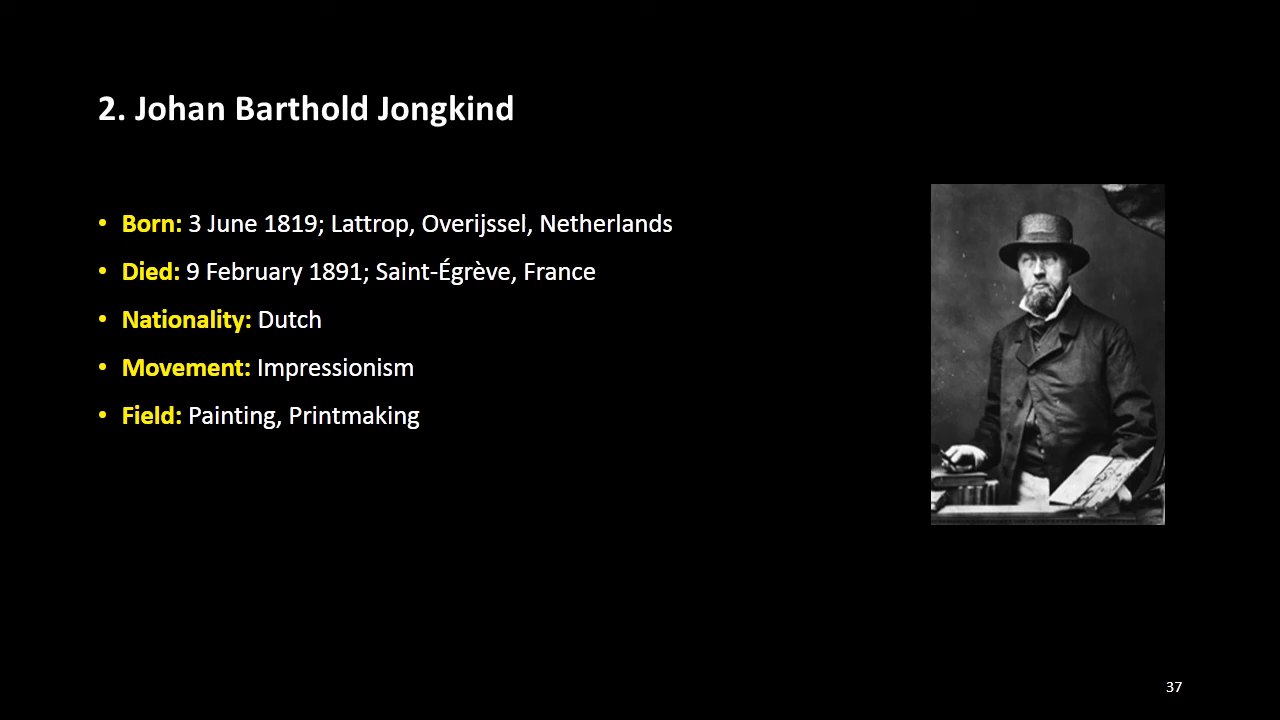 2. Johan Barthold Jongkind
• Born: 3 June 1819; Lattrop, Overijssel, Netherlands
• Died: 9 February 1891; Saint-Égrève, France
• Nationality: Dutch
• Movement: Impressionism
• Field: Painting, Printmaking
37